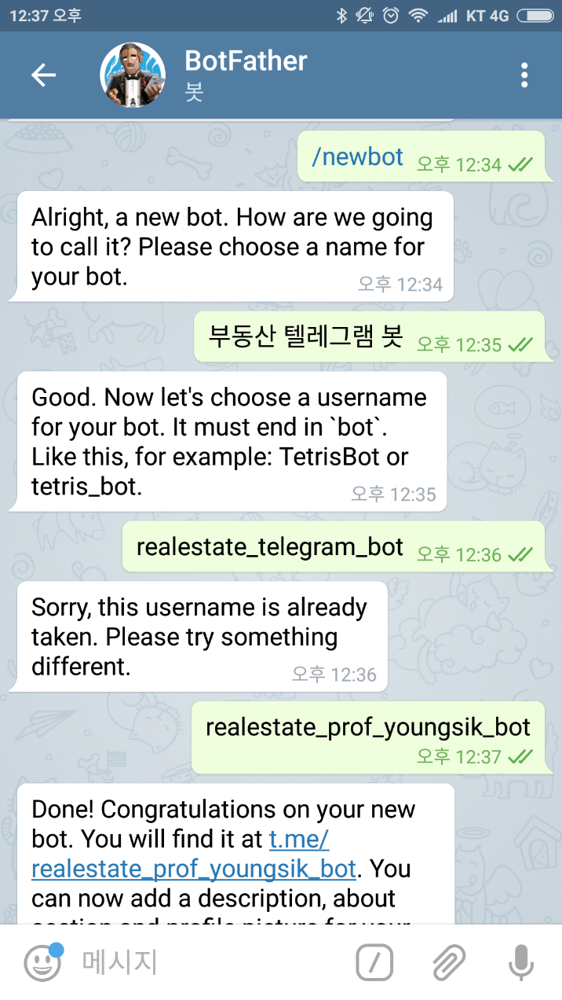 12:37 오후 KT 4G
BotFather
봇
/newbot 오후 12:34
Alright, a new bot. How are we going
to call it? Please choose a name for
your bot. 오후 12:34
부동산 텔레그램 봇 오후 12:35
Good. Now let's choose a username
for your bot. It must end in `bot`.
Like this, for example: TetrisBot or
tetris_bot. 오후 12:35
realestate_telegram_bot 오후 12:36
Sorry, this username is already
taken. Please try something
different. 오후 12:36
realestate_prof_youngsik_bot
오후 12:37
Done! Congratulations on your new
bot. You will find it at t.me/
realestate_prof_youngsik_bot. You
can now add a description, about
section and profile picture for your
메시지